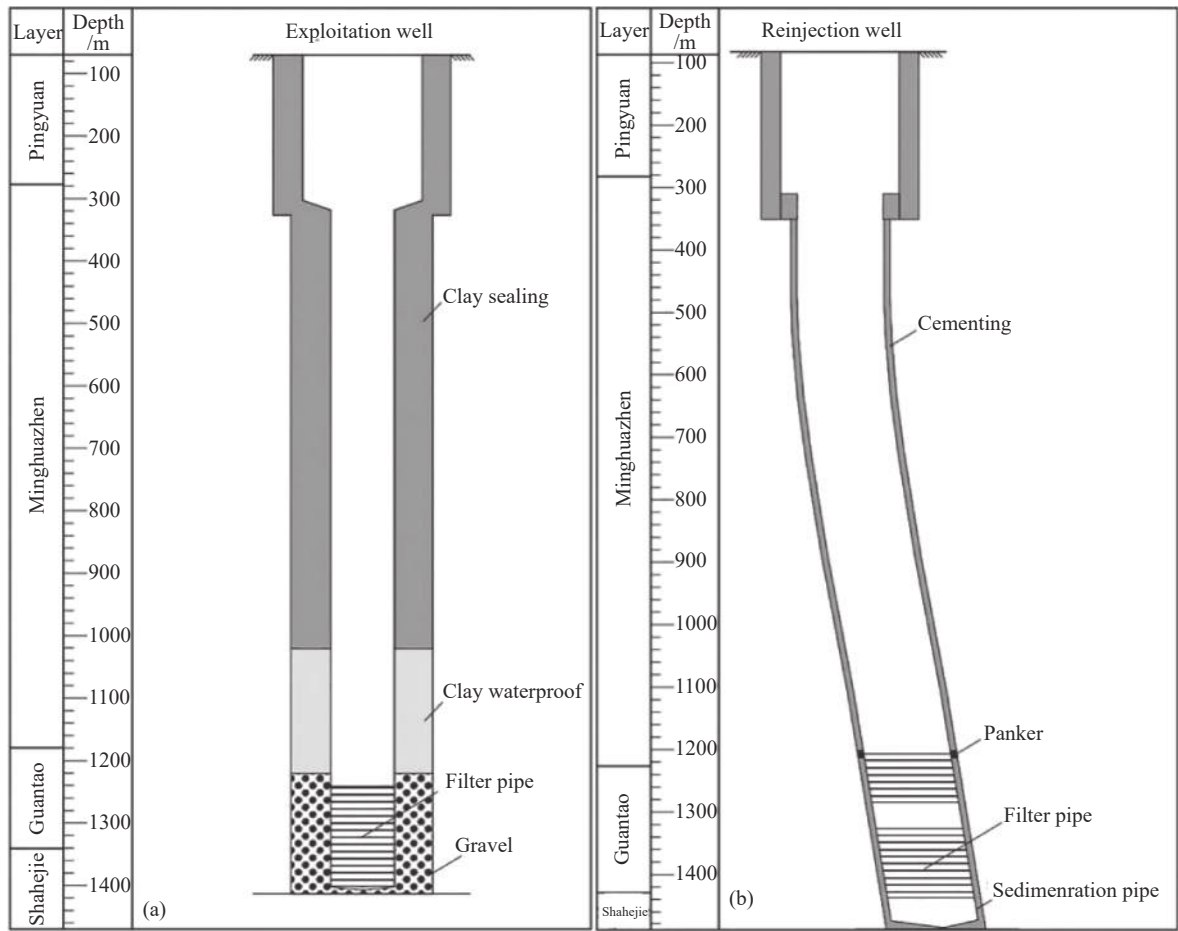 Layer
Depth
/m
Exploitation well
Pingyuan
Minghuazhen
Guantao
Shahejie
100
200
300
400
500
600
700
800
900
1000
1100
1200
1300
1400
Clay sealing
Clay waterproof
Filter pipe
Gravel
(a)
Layer
Depth
/m
Reinjection well
Pingyuan
Minghuazhen
Guantao
Shahejie
100
200
300
400
500
600
700
800
900
1000
1100
1200
1300
1400
Cementing
Panker
Filter pipe
Sedimenration pipe
(b)